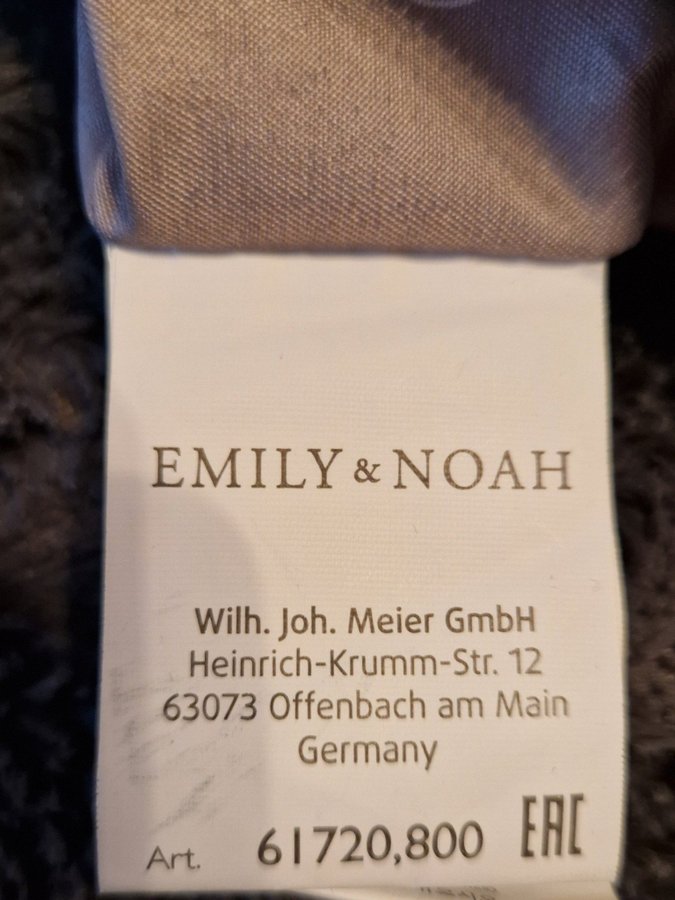 EMILY & NOAH
Wilh. Joh. Meier GmbH
Heinrich-Krumm-Str. 12
63073 Offenbach am Main
Germany
Art. 61720,800 EAC